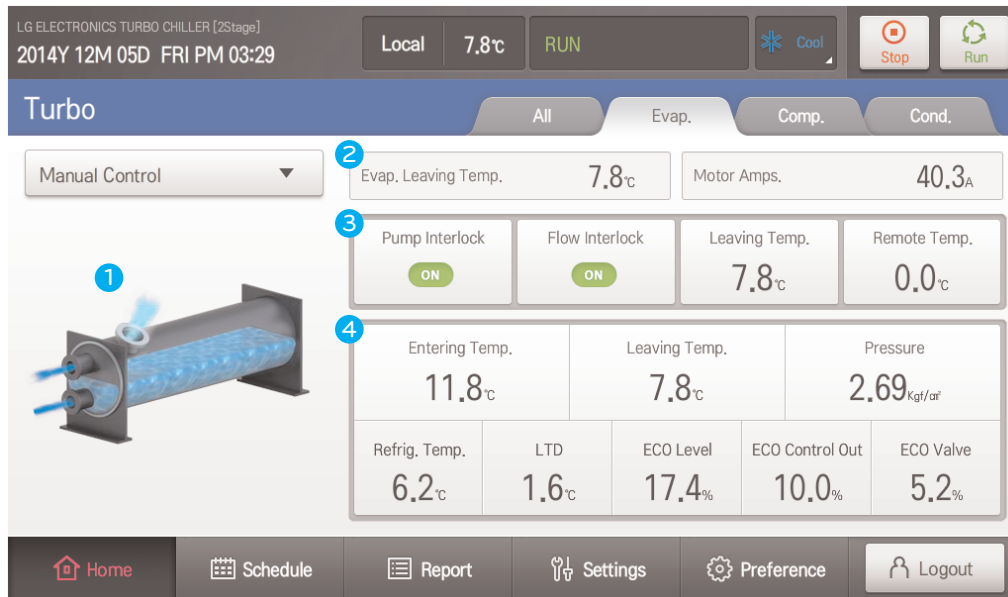 LG ELECTRONICS TURBO CHILLER [2Stage]
2014Y 12M 05D FRI PM 03:29
Local 7.8℃ RUN Cool Stop Run
Turbo All Evap. Comp. Cond.
Manual Control
2
Evap. Leaving Temp. 7.8℃ Motor Amps. 40.3A
3
Pump Interlock Flow Interlock Leaving Temp. Remote Temp.
ON ON 7.8℃ 0.0℃
1
4
Entering Temp. Leaving Temp. Pressure
11.8℃ 7.8℃ 2.69Kgf/㎠
Refrig. Temp. LTD ECO Level ECO Control Out ECO Valve
6.2℃ 1.6℃ 17.4% 10.0% 5.2%
Home Schedule Report Settings Preference Logout